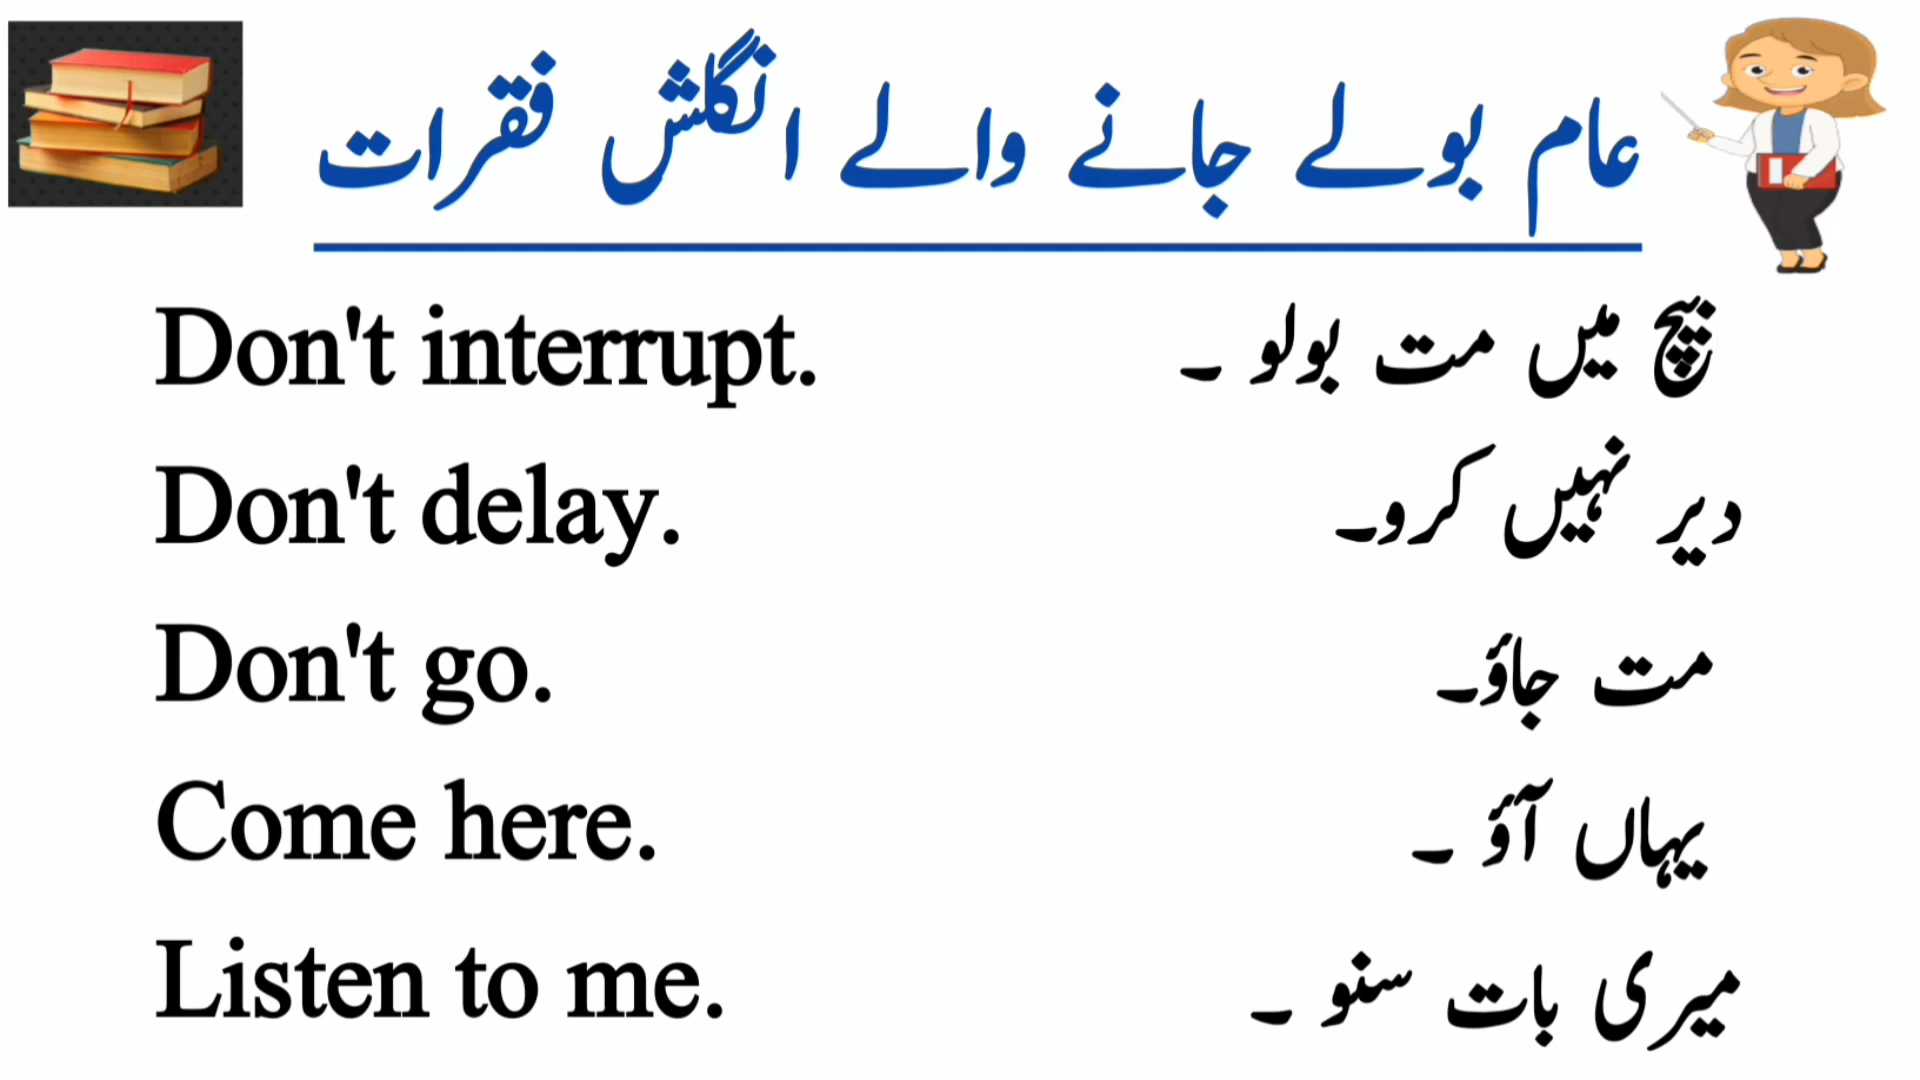 عام بولے جانے والے انگلش فقرات
Don't interrupt. بیچ میں مت بولو ۔
Don't delay. دیر نہیں کرو۔
Don't go. مت جاؤ۔
Come here. یہاں آؤ ۔
Listen to me. میری بات سنو ۔